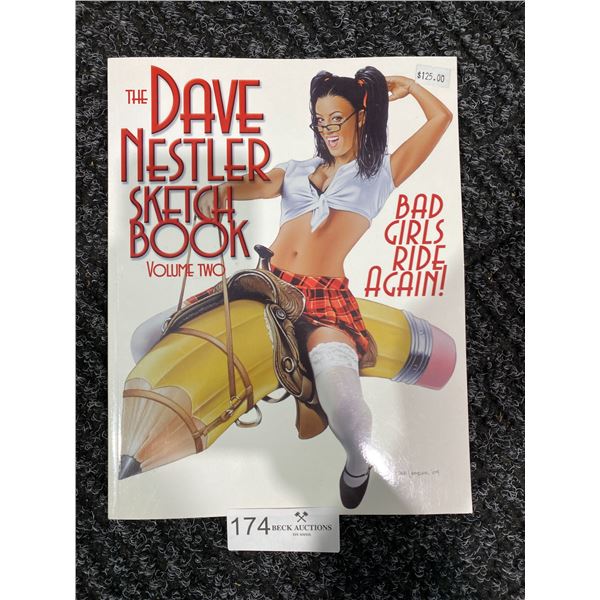 THE DAVE
NESTLER
SKETCH
BOOK
VOLUME TWO
$125.00
BAD
GIRLS
RIDE
AGAIN!
174
BECK AUCTIONS